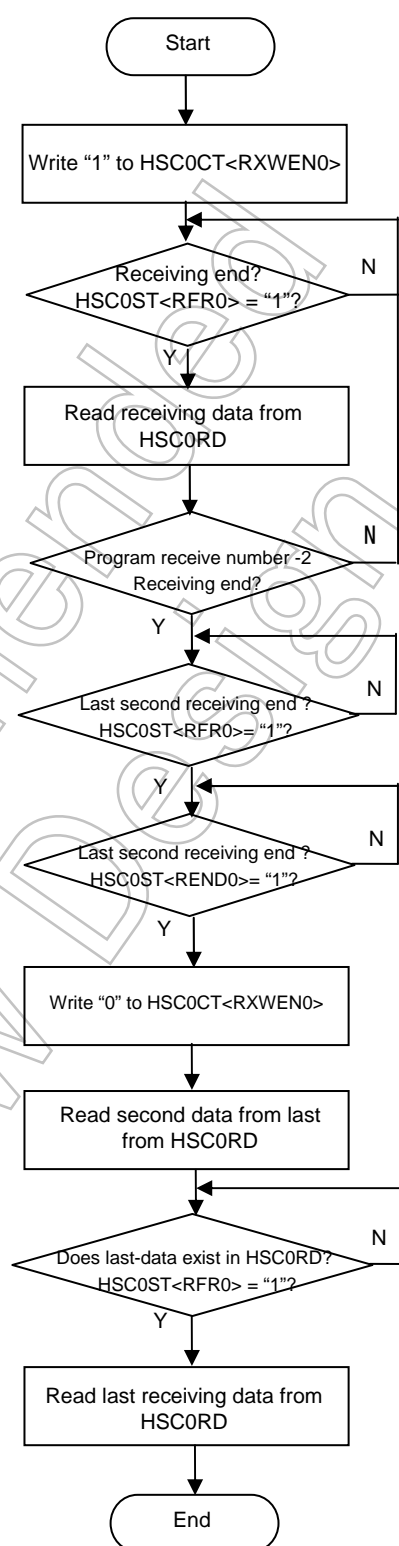 Start
Write “1” to HSC0CT<RXWEN0>
Receiving end?
HSC0ST<RFR0> = “1”?
N
Y
Read receiving data from
HSC0RD
Program receive number -2
Receiving end?
N
Y
Last second receiving end ?
HSC0ST<RFR0>= “1”?
N
Y
Last second receiving end ?
HSC0ST<REND0>= “1”?
N
Y
Write “0” to HSC0CT<RXWEN0>
Read second data from last
from HSC0RD
Does last-data exist in HSC0RD?
HSC0ST<RFR0> = “1”?
N
Y
Read last receiving data from
HSC0RD
End